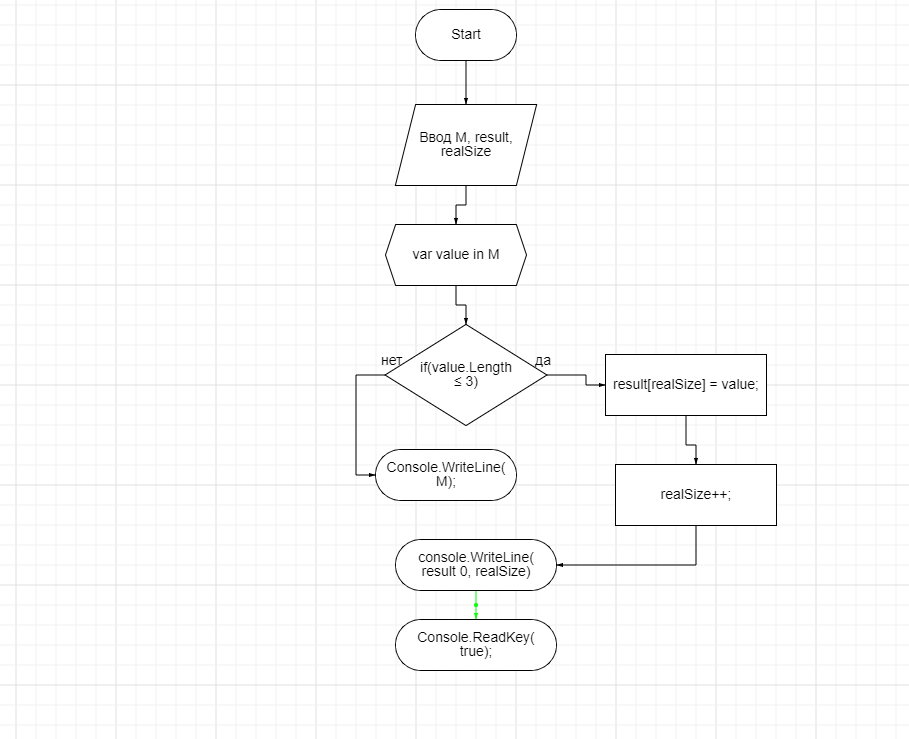 Start
Ввод M, result,
realSize
var value in M
нет
if(value.Length
≤ 3)
да
result[realSize] = value;
Console.WriteLine(
M);
realSize++;
console.WriteLine(
result 0, realSize)
Console.ReadKey(
true);